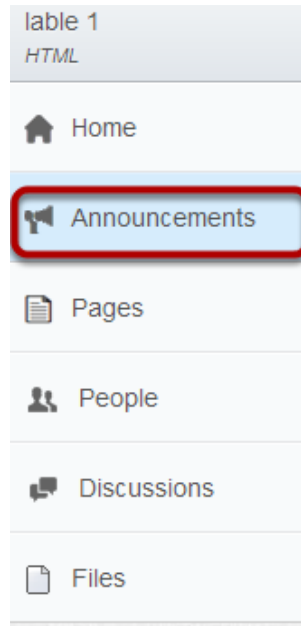 lable 1
HTML
Home
Announcements
Pages
People
Discussions
Files